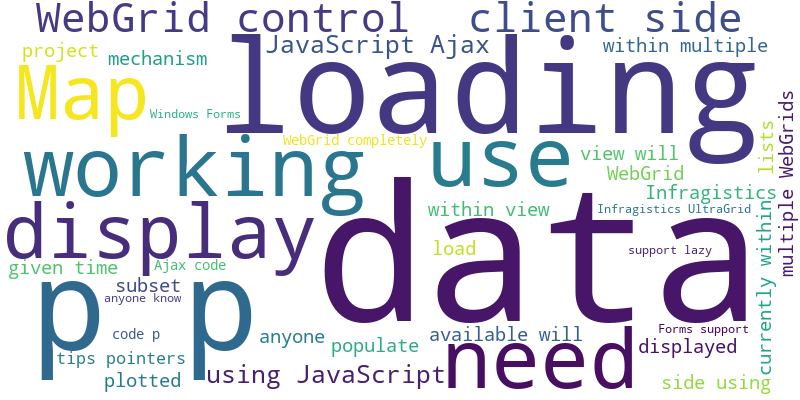 WebGrid control
client side
project
mechanism
JavaScript Ajax
within multiple
Map
loading
Windows Forms
WebGrid completely
working
use
view will
lists
multiple WebGrids
WebGrid
Infragistics
display
data
within view
Infragistics UltraGrid
given time
Ajax code
load
support lazy
currently within
subset
anyone know
p p
code p
anyone
available will
Forms support
tips pointers
populate
need
displayed
plotted
using JavaScript
side using